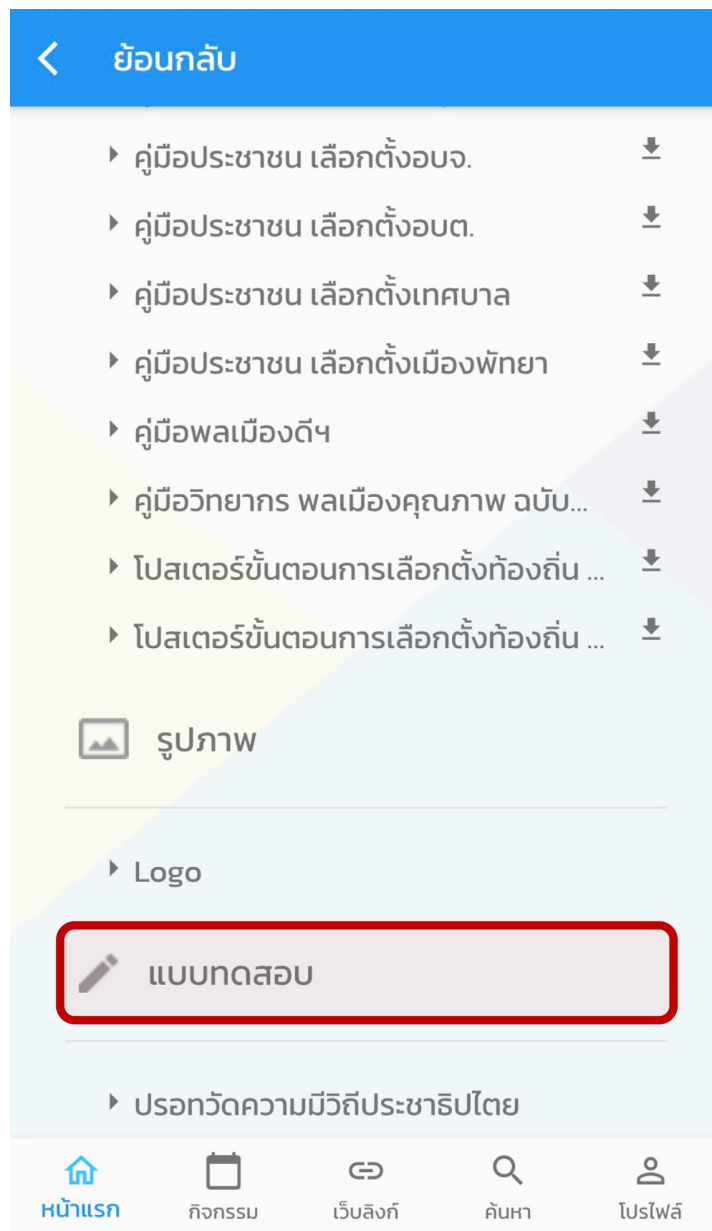 ย้อนกลับ
คู่มือประชาชน เลือกตั้งอบจ.
คู่มือประชาชน เลือกตั้งอบต.
คู่มือประชาชน เลือกตั้งเทศบาล
คู่มือประชาชน เลือกตั้งเมืองพัทยา
คู่มือพลเมืองดีฯ
คู่มือวิทยากร พลเมืองคุณภาพ ฉบับ...
โปสเตอร์ขั้นตอนการเลือกตั้งท้องถิ่น ...
โปสเตอร์ขั้นตอนการเลือกตั้งท้องถิ่น ...
รูปภาพ
Logo
แบบทดสอบ
ปรอทวัดความมีวิถีประชาธิปไตย
หน้าแรก กิจกรรม เว็บลิงก์ ค้นหา โปรไฟล์